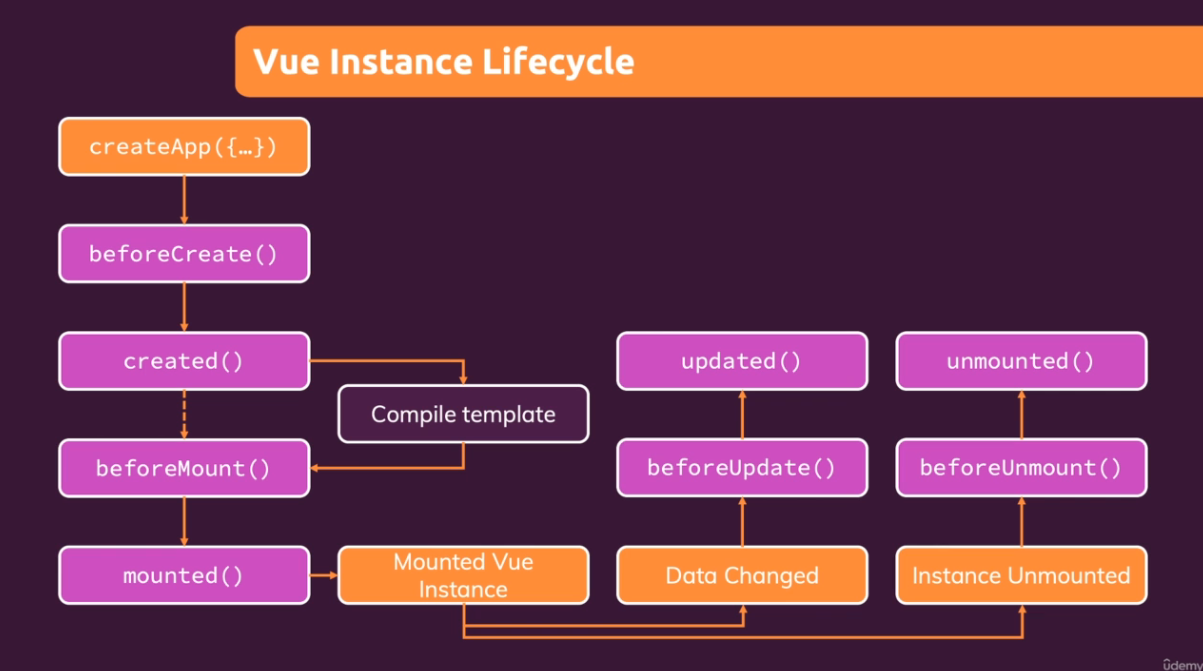 Vue Instance Lifecycle
createApp({…})
beforeCreate()
created()
Compile template
beforeMount()
mounted()
Mounted Vue
Instance
updated()
beforeUpdate()
Data Changed
unmounted()
beforeUnmount()
Instance Unmounted
ûdemy